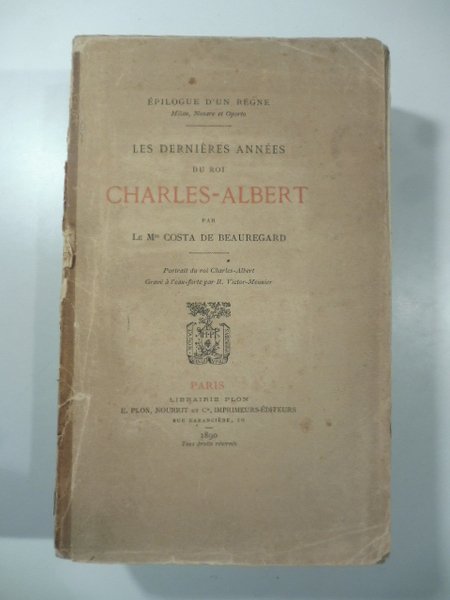 ÉPILOGUE D'UN RÈGNE
Milan, Novare et Oporto
LES DERNIÈRES ANNÉES
DU ROI
CHARLES-ALBERT
PAR
LE Mis COSTA DE BEAUREGARD
Portrait du roi Charles-Albert
Gravé à l'eau-forte par R. Victor-Meunier
PARIS
LIBRAIRIE PLON
E. PLON, NOURRIT ET Cie, IMPRIMEURS-ÉDITEURS
RUE GARANCIÈRE, 10
1890
Tous droits réservés